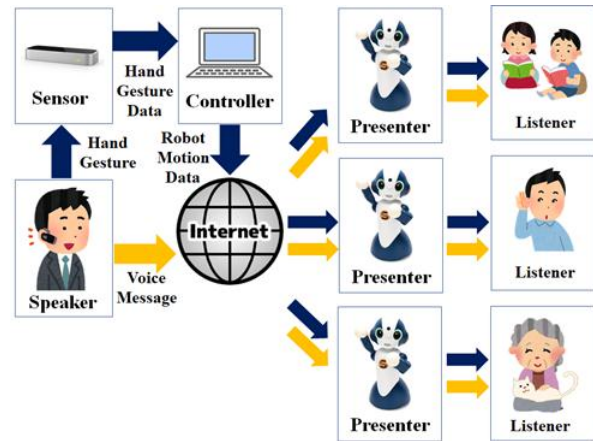 Sensor
Hand
Gesture
Data
Controller
Hand
Gesture
Robot
Motion
Data
Speaker
Voice
Message
Internet
Presenter
Listener
Presenter
Listener
Presenter
Listener